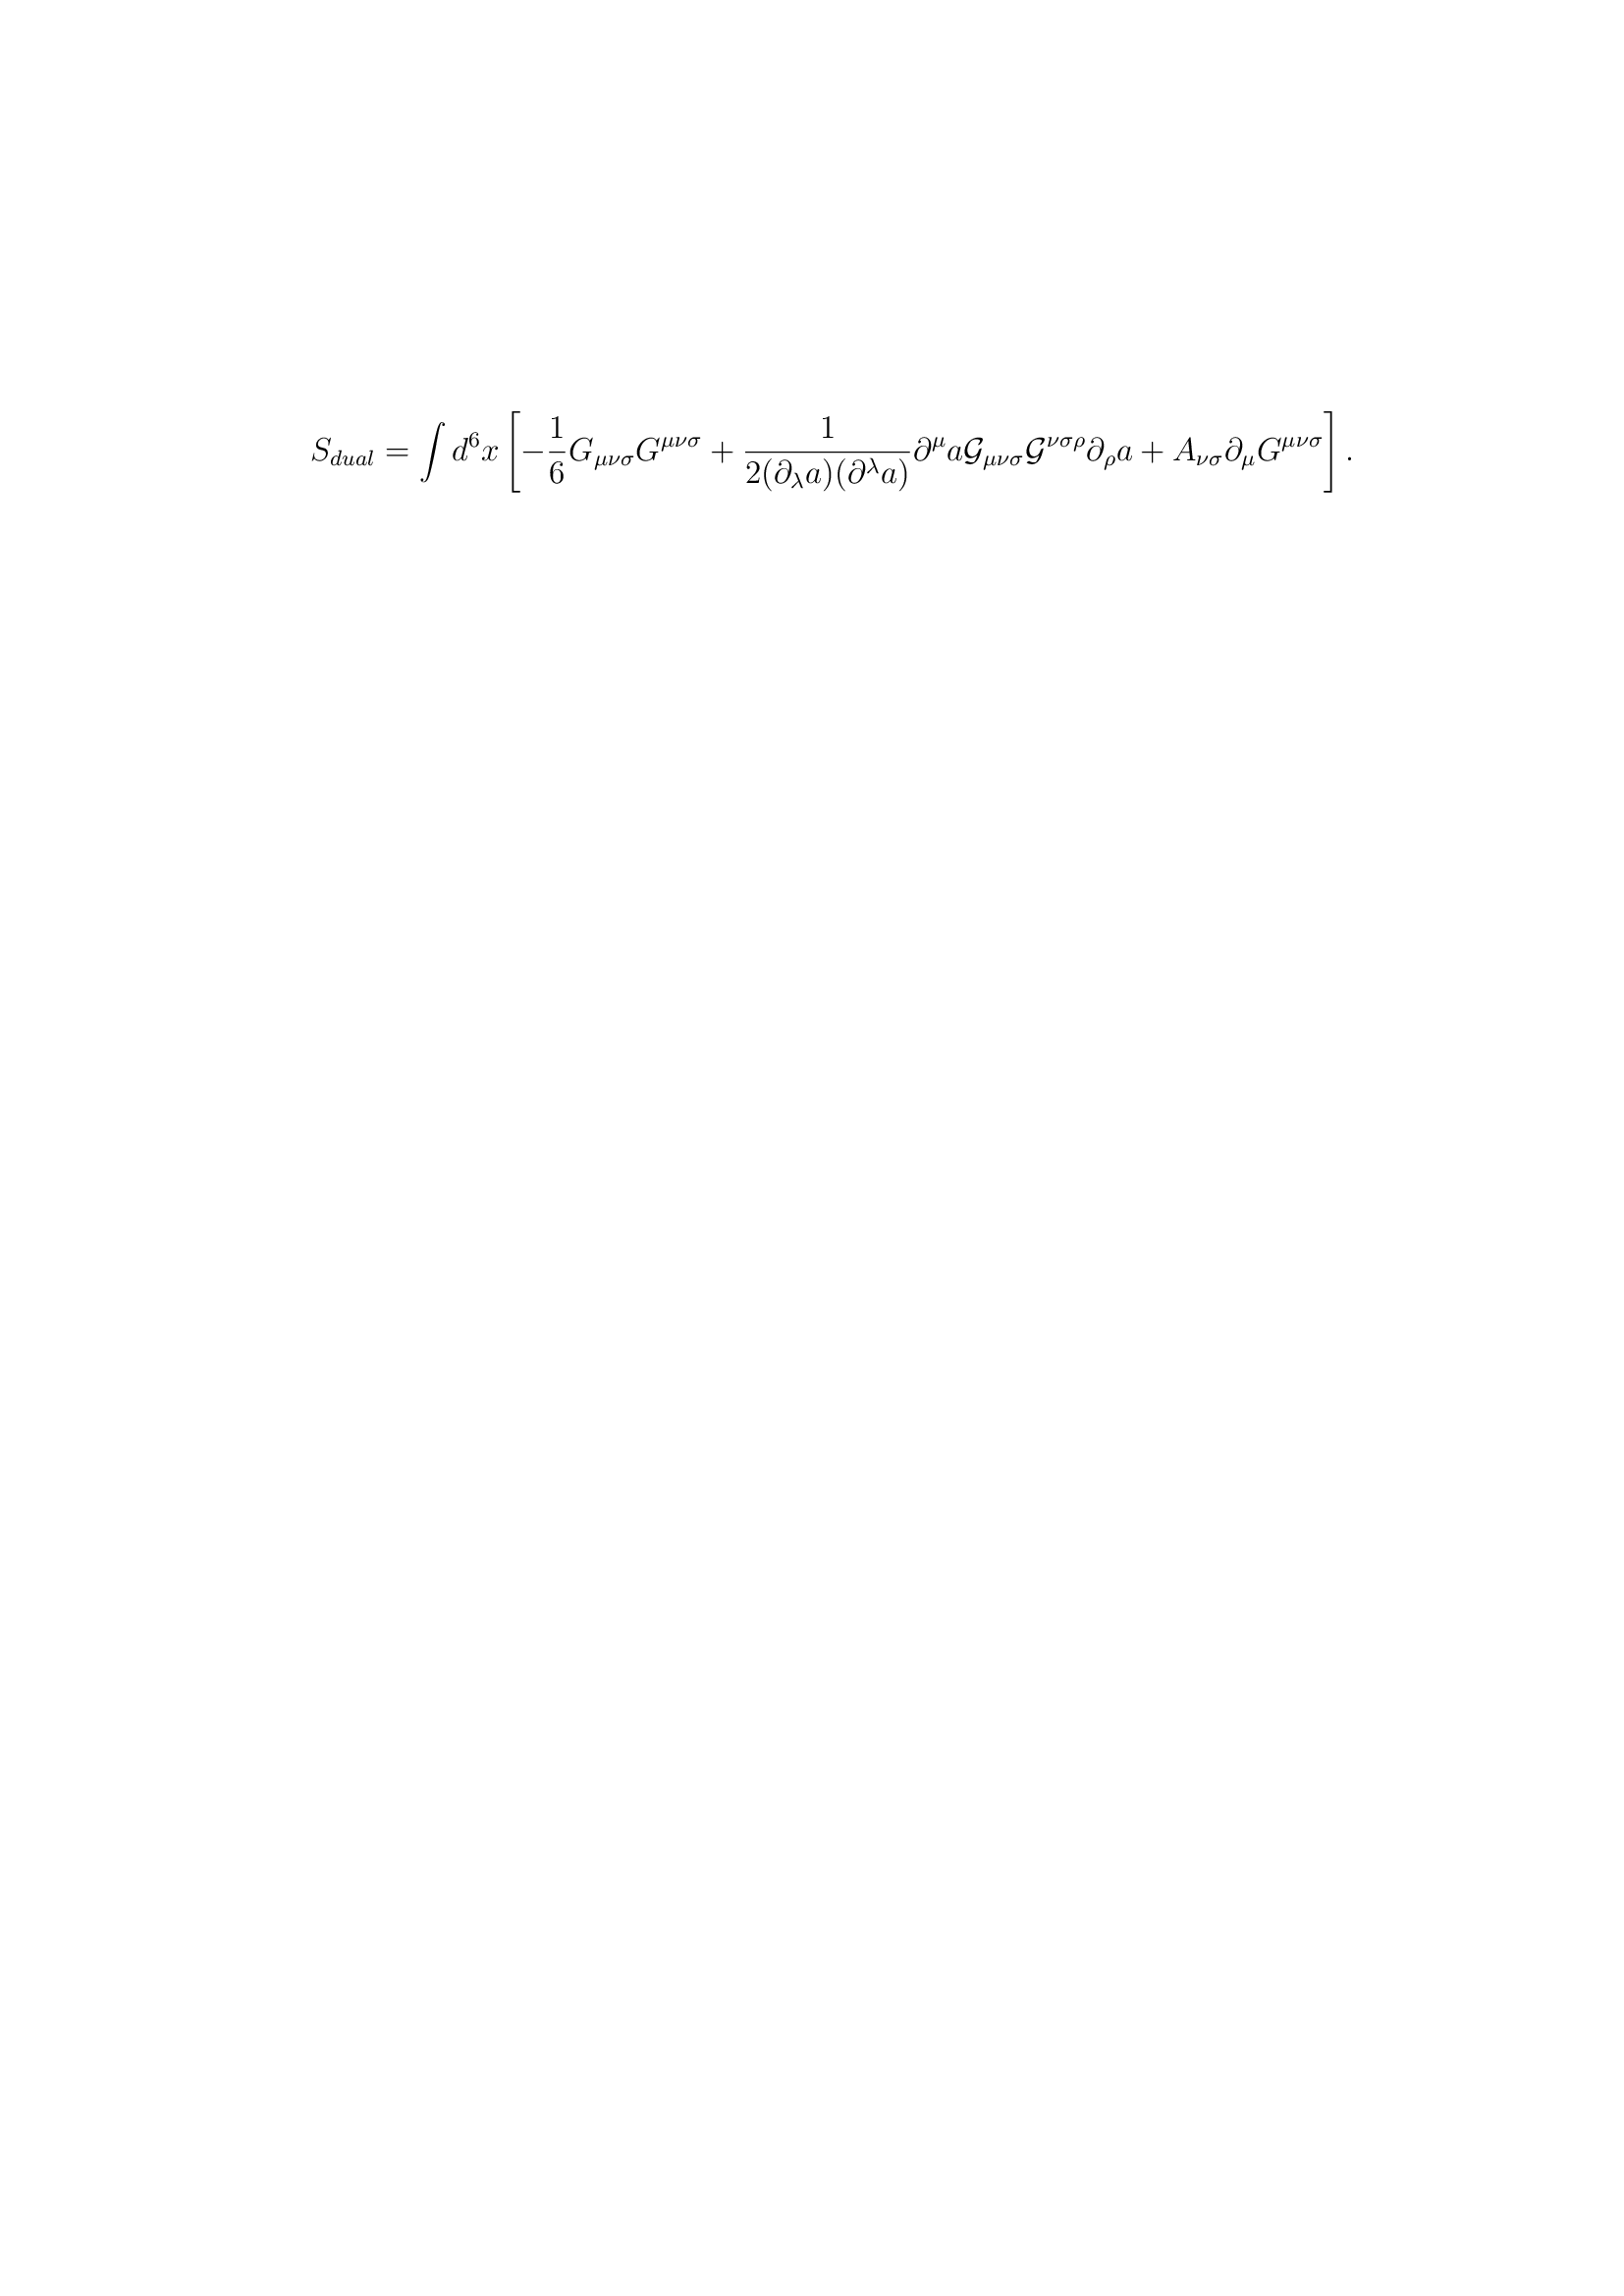 $$S_{dual} = \int d^6x \left[ -\frac{1}{6} G_{\mu\nu\sigma} G^{\mu\nu\sigma} + \frac{1}{2(\partial_\lambda a)(\partial^\lambda a)} \partial^\mu a \mathcal{G}_{\mu\nu\sigma} \mathcal{G}^{\nu\sigma\rho} \partial_\rho a + A_{\nu\sigma} \partial_\mu G^{\mu\nu\sigma} \right].$$